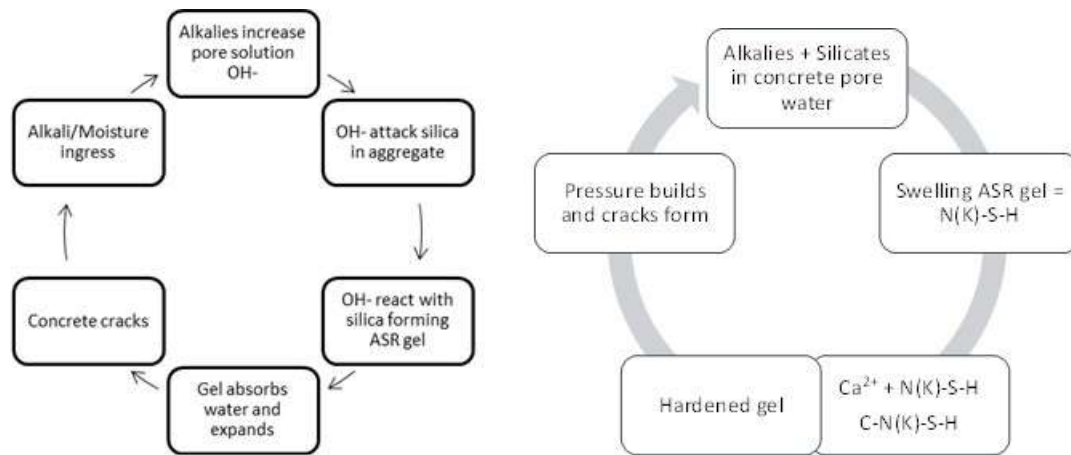 Alkalies increase
pore solution
OH-
OH- attack silica
in aggregate
OH- react with
silica forming
ASR gel
Gel absorbs
water and
expands
Concrete cracks
Alkali/Moisture
ingress
Alkalies + Silicates
in concrete pore
water
Swelling ASR gel =
N(K)-S-H
Ca²⁺ + N(K)-S-H
C-N(K)-S-H
Hardened gel
Pressure builds
and cracks form